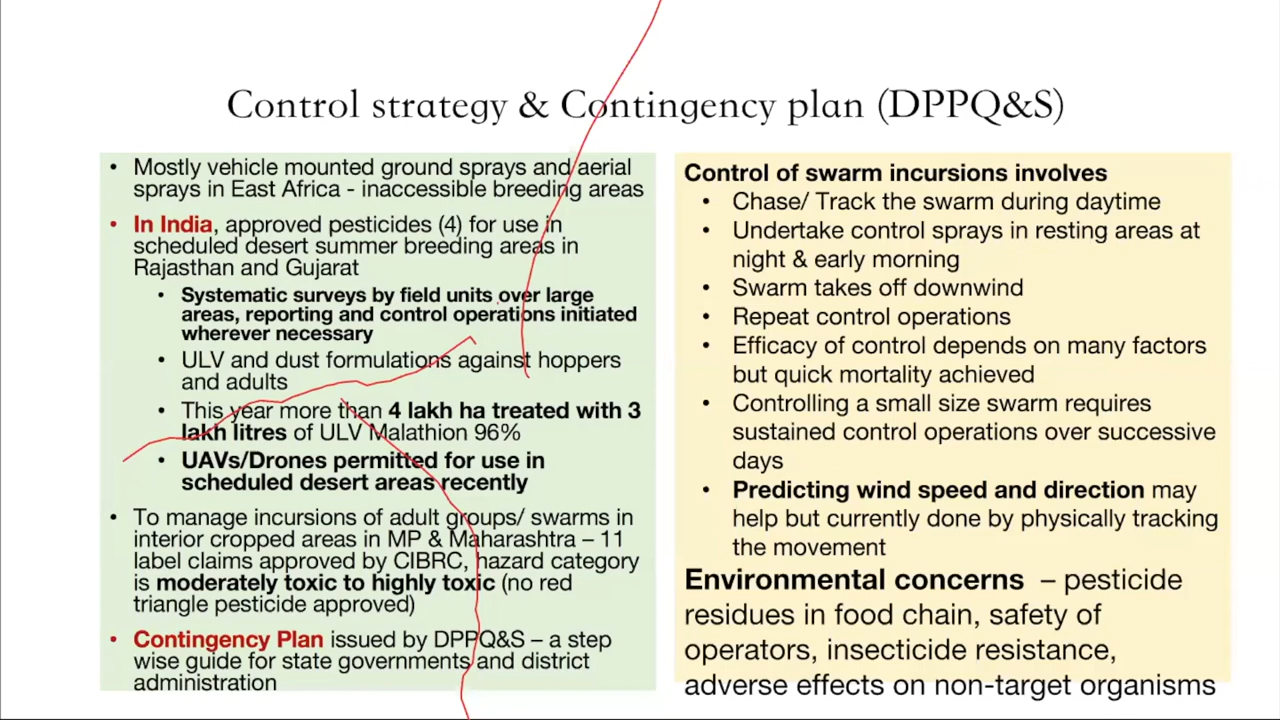 Control strategy & Contingency plan (DPPQ&S)
• Mostly vehicle mounted ground sprays and aerial
sprays in East Africa - inaccessible breeding areas
• In India, approved pesticides (4) for use in
scheduled desert summer breeding areas in
Rajasthan and Gujarat
• Systematic surveys by field units over large
areas, reporting and control operations initiated
wherever necessary
• ULV and dust formulations against hoppers
and adults
• This year more than 4 lakh ha treated with 3
lakh litres of ULV Malathion 96%
• UAVs/Drones permitted for use in
scheduled desert areas recently
• To manage incursions of adult groups/ swarms in
interior cropped areas in MP & Maharashtra – 11
label claims approved by CIBRC, hazard category
is moderately toxic to highly toxic (no red
triangle pesticide approved)
• Contingency Plan issued by DPPQ&S – a step
wise guide for state governments and district
administration
Control of swarm incursions involves
• Chase/ Track the swarm during daytime
• Undertake control sprays in resting areas at
night & early morning
• Swarm takes off downwind
• Repeat control operations
• Efficacy of control depends on many factors
but quick mortality achieved
• Controlling a small size swarm requires
sustained control operations over successive
days
• Predicting wind speed and direction may
help but currently done by physically tracking
the movement
Environmental concerns – pesticide
residues in food chain, safety of
operators, insecticide resistance,
adverse effects on non-target organisms